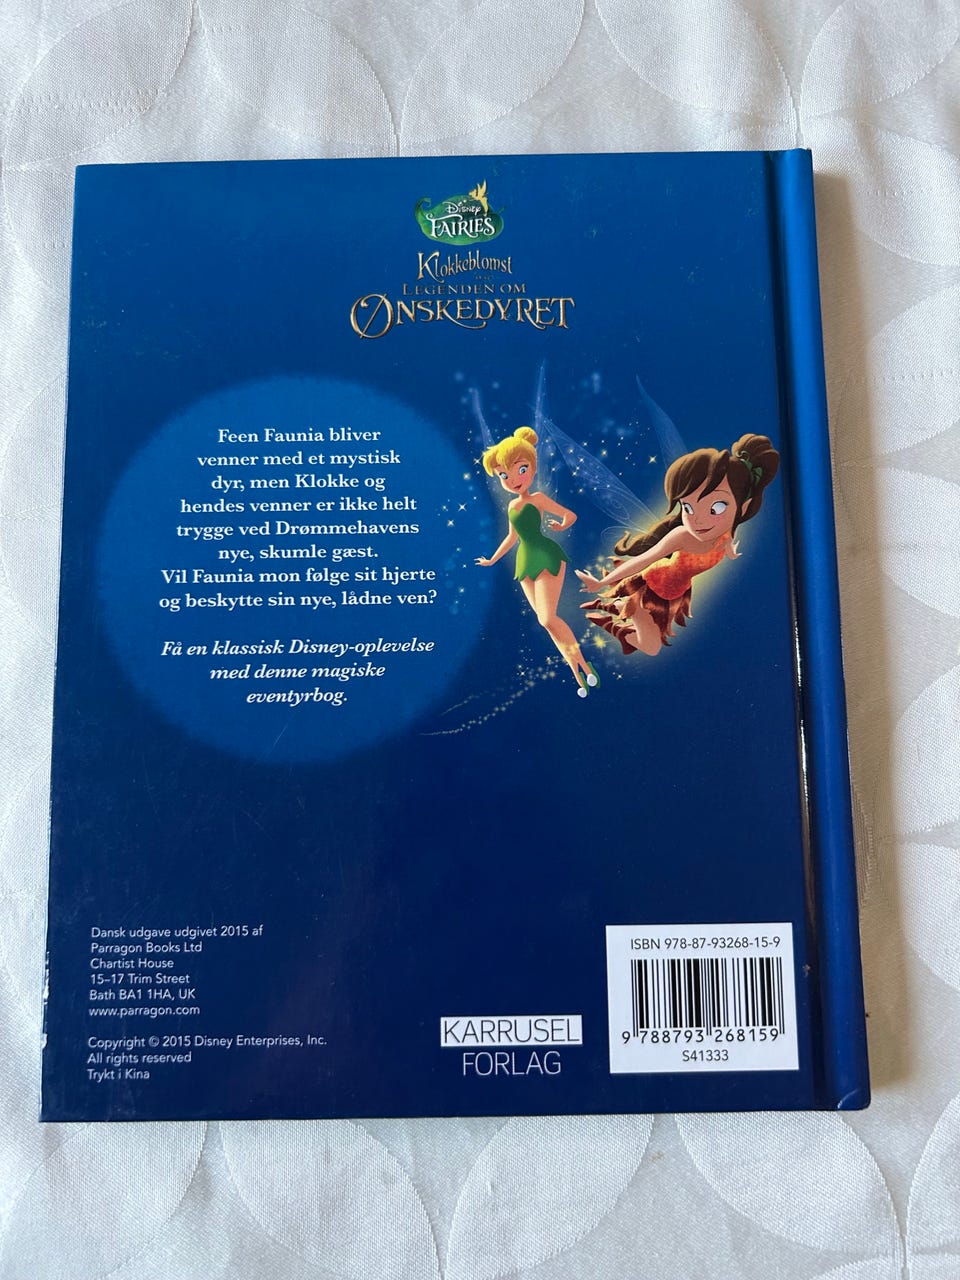 Disney
FAIRIES
Klokkeblomst
OG
LEGENDEN OM
ØNSKEDYRET
Feen Faunia bliver
venner med et mystisk
dyr, men Klokke og
hendes venner er ikke helt
trygge ved Drømmehavens
nye, skumle gæst.
Vil Faunia mon følge sit hjerte
og beskytte sin nye, lådne ven?
Få en klassisk Disney-oplevelse
med denne magiske
eventyrbog.
Dansk udgave udgivet 2015 af
Parragon Books Ltd
Chartist House
15–17 Trim Street
Bath BA1 1HA, UK
www.parragon.com
Copyright © 2015 Disney Enterprises, Inc.
All rights reserved
Trykt i Kina
KARRUSEL
FORLAG
ISBN 978-87-93268-15-9
9 788793 268159
S41333